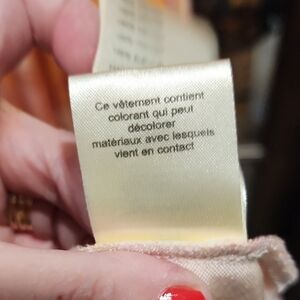 Ce vêtement contient
colorant qui peut
décolorer
matériaux avec lesquels
vient en contact